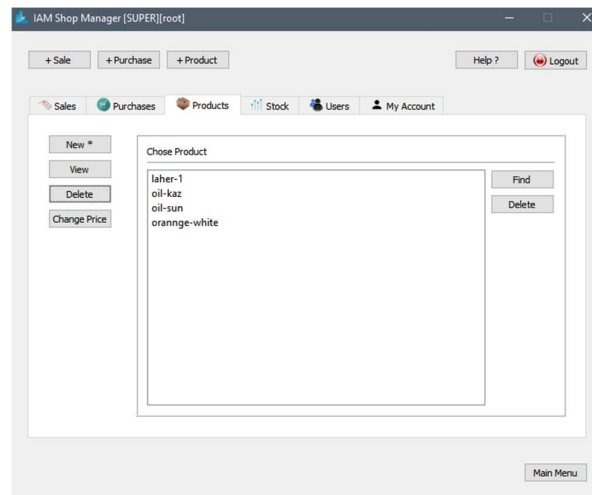 IAM Shop Manager [SUPER][root]
+ Sale + Purchase + Product Help ? Logout
Sales Purchases Products Stock Users My Account
New *
View
Delete
Change Price
Chose Product
laher-1
oil-kaz
oil-sun
orannge-white
Find
Delete
Main Menu